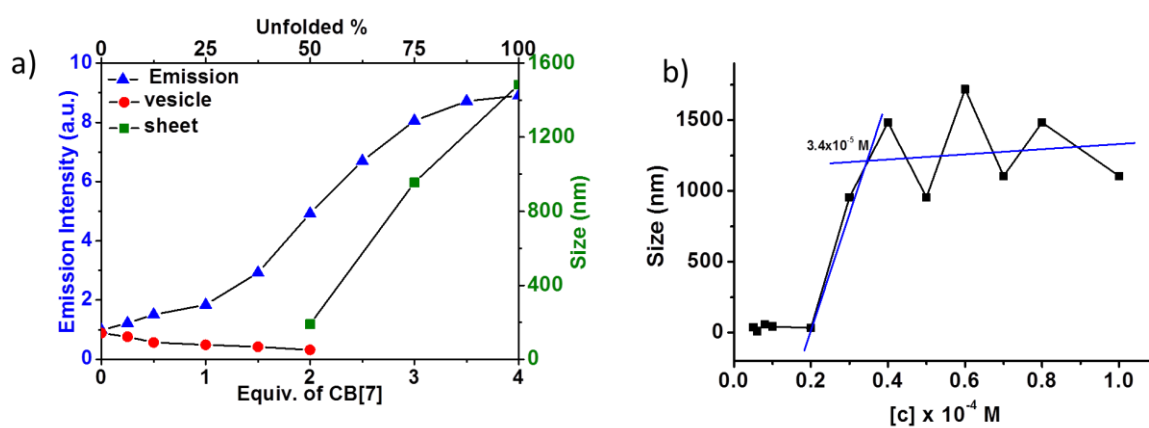 a)
Unfolded %
0 25 50 75 100
Emission Intensity (a.u.)
10
8
6
4
2
0
Emission
vesicle
sheet
1600
1200
800
400
0
Size (nm)
0 1 2 3 4
Equiv. of CB[7]
b)
Size (nm)
1500
1000
500
0
3.4x10⁻⁵ M
0.0 0.2 0.4 0.6 0.8 1.0
[c] x 10⁻⁴ M